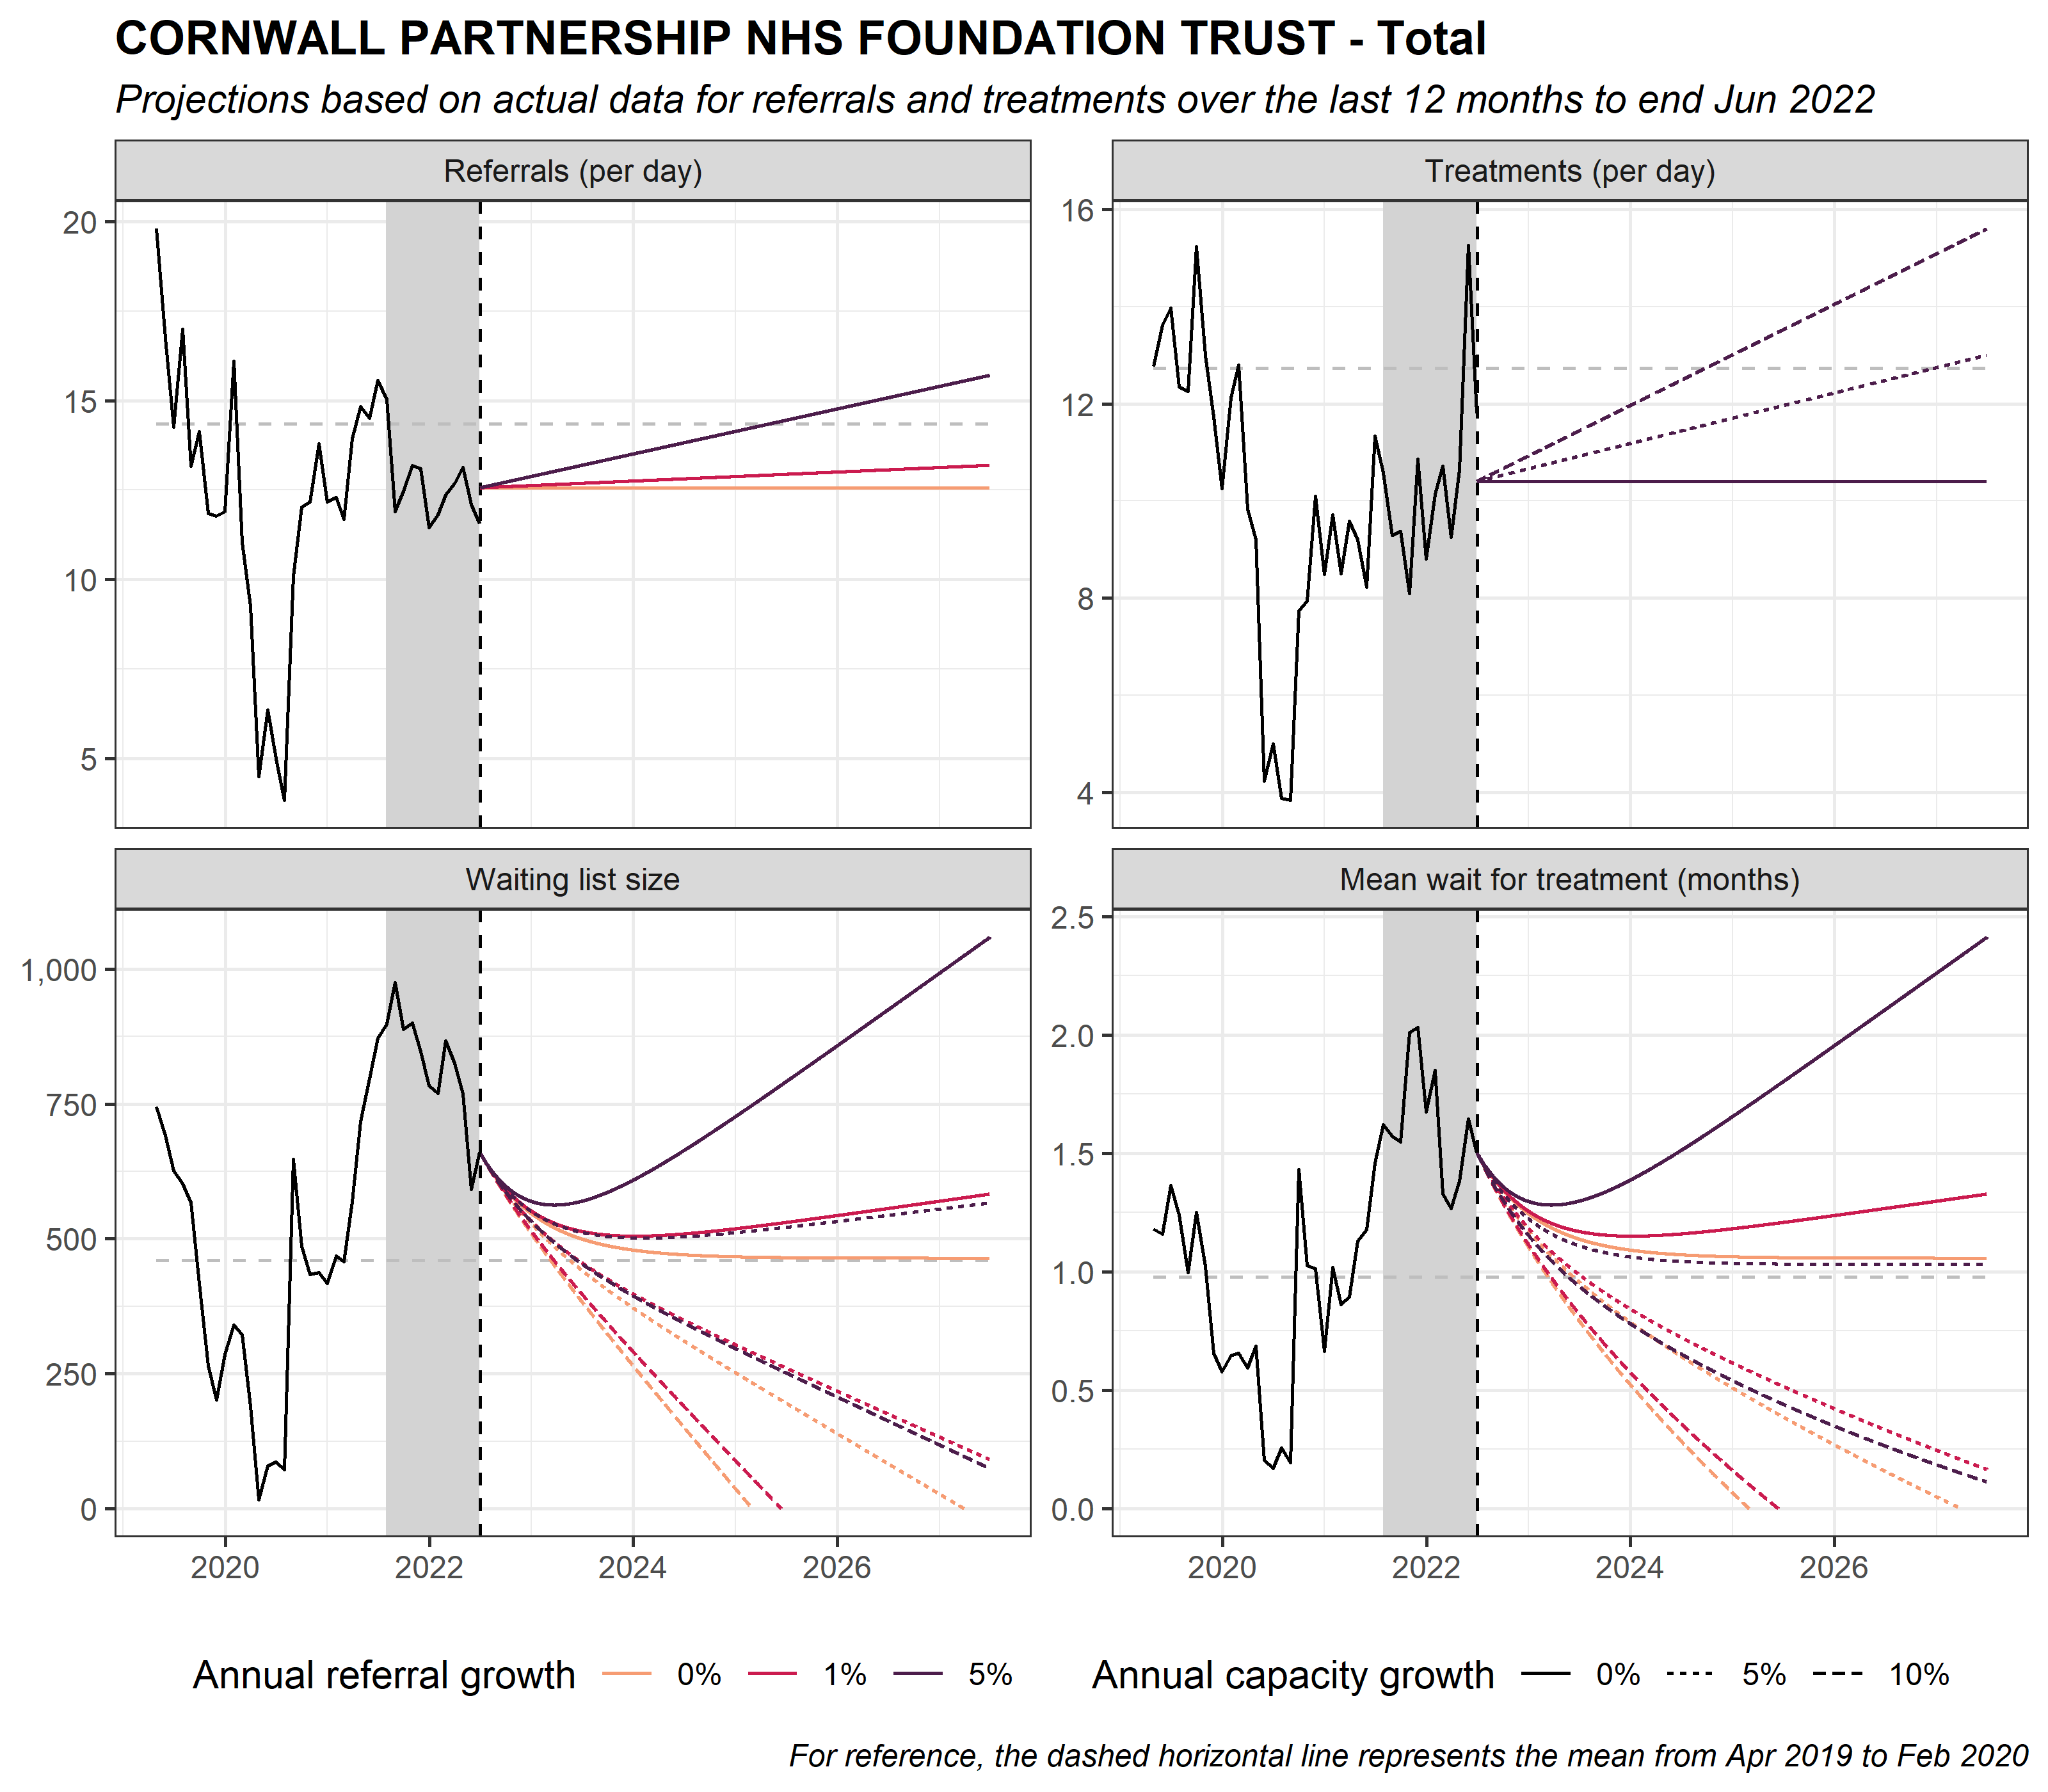 CORNWALL PARTNERSHIP NHS FOUNDATION TRUST - Total
Projections based on actual data for referrals and treatments over the last 12 months to end Jun 2022
Referrals (per day)
20
15
10
5
Treatments (per day)
16
12
8
4
Waiting list size
1,000
750
500
250
0
2020 2022 2024 2026
Mean wait for treatment (months)
2.5
2.0
1.5
1.0
0.5
0.0
2020 2022 2024 2026
Annual referral growth 0% 1% 5%
Annual capacity growth 0% 5% 10%
For reference, the dashed horizontal line represents the mean from Apr 2019 to Feb 2020